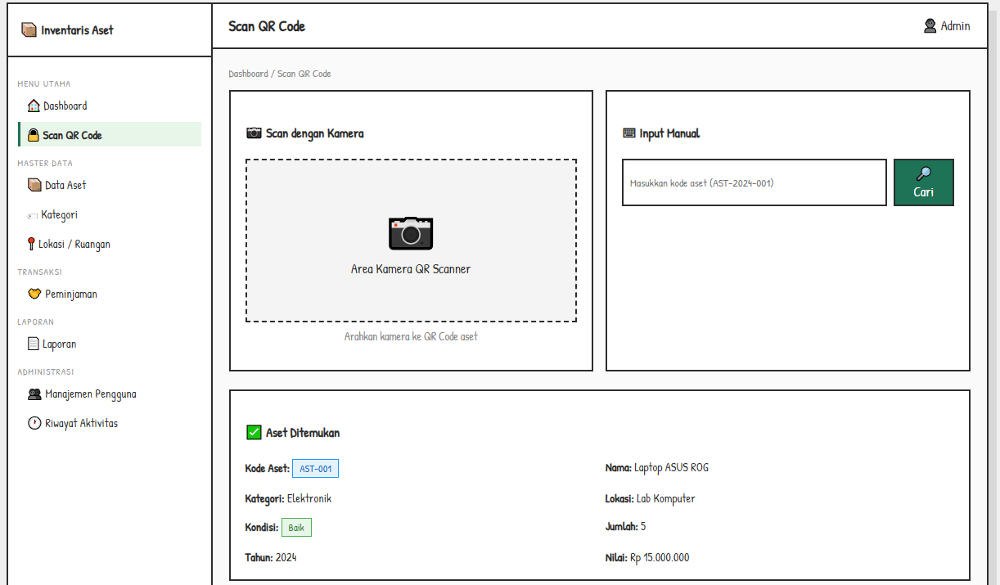 Inventaris Aset
Scan QR Code
Admin
MENU UTAMA
Dashboard
Scan QR Code
MASTER DATA
Data Aset
Kategori
Lokasi / Ruangan
TRANSAKSI
Peminjaman
LAPORAN
Laporan
ADMINISTRASI
Manajemen Pengguna
Riwayat Aktivitas
Dashboard / Scan QR Code
Scan dengan Kamera
Area Kamera QR Scanner
Arahkan kamera ke QR Code aset
Input Manual
Masukkan kode aset (AST-2024-001)
Cari
Aset Ditemukan
Kode Aset: AST-001
Nama: Laptop ASUS ROG
Kategori: Elektronik
Lokasi: Lab Komputer
Kondisi: Baik
Jumlah: 5
Tahun: 2024
Nilai: Rp 15.000.000